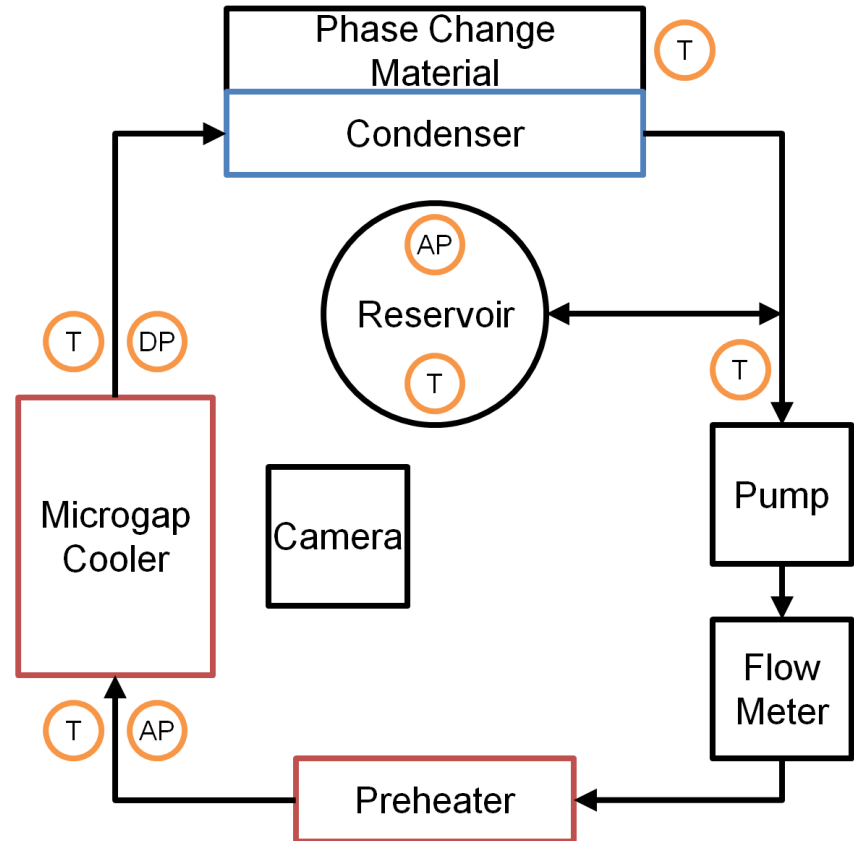 Phase Change
Material
T
Condenser
AP
Reservoir
T
T
DP
T
Microgap
Cooler
Camera
Pump
Flow
Meter
T
AP
Preheater